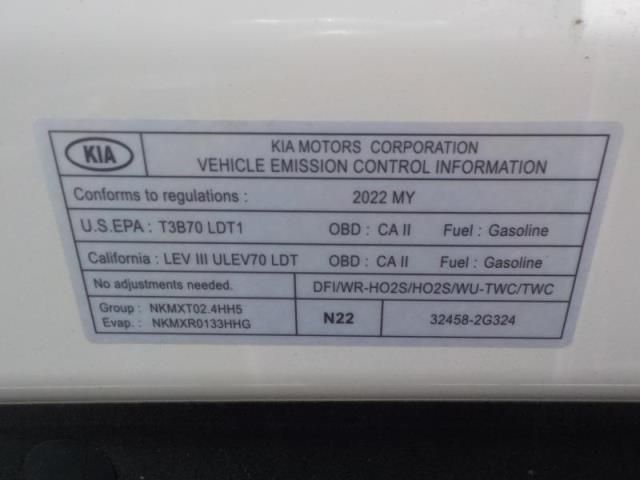 KIA
KIA MOTORS CORPORATION
VEHICLE EMISSION CONTROL INFORMATION
Conforms to regulations : 2022 MY
U.S.EPA : T3B70 LDT1 OBD : CA II Fuel : Gasoline
California : LEV III ULEV70 LDT OBD : CA II Fuel : Gasoline
No adjustments needed. DFI/WR-HO2S/HO2S/WU-TWC/TWC
Group : NKMXT02.4HH5
Evap. : NKMXR0133HHG
N22
32458-2G324